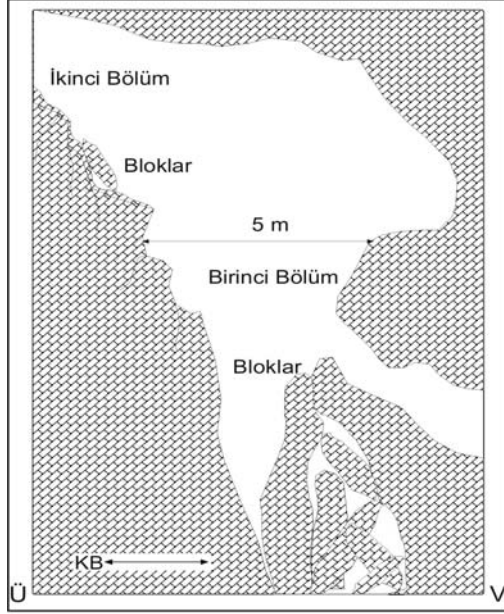 İkinci Bölüm
Bloklar
5 m
Birinci Bölüm
Bloklar
KB
Ü V